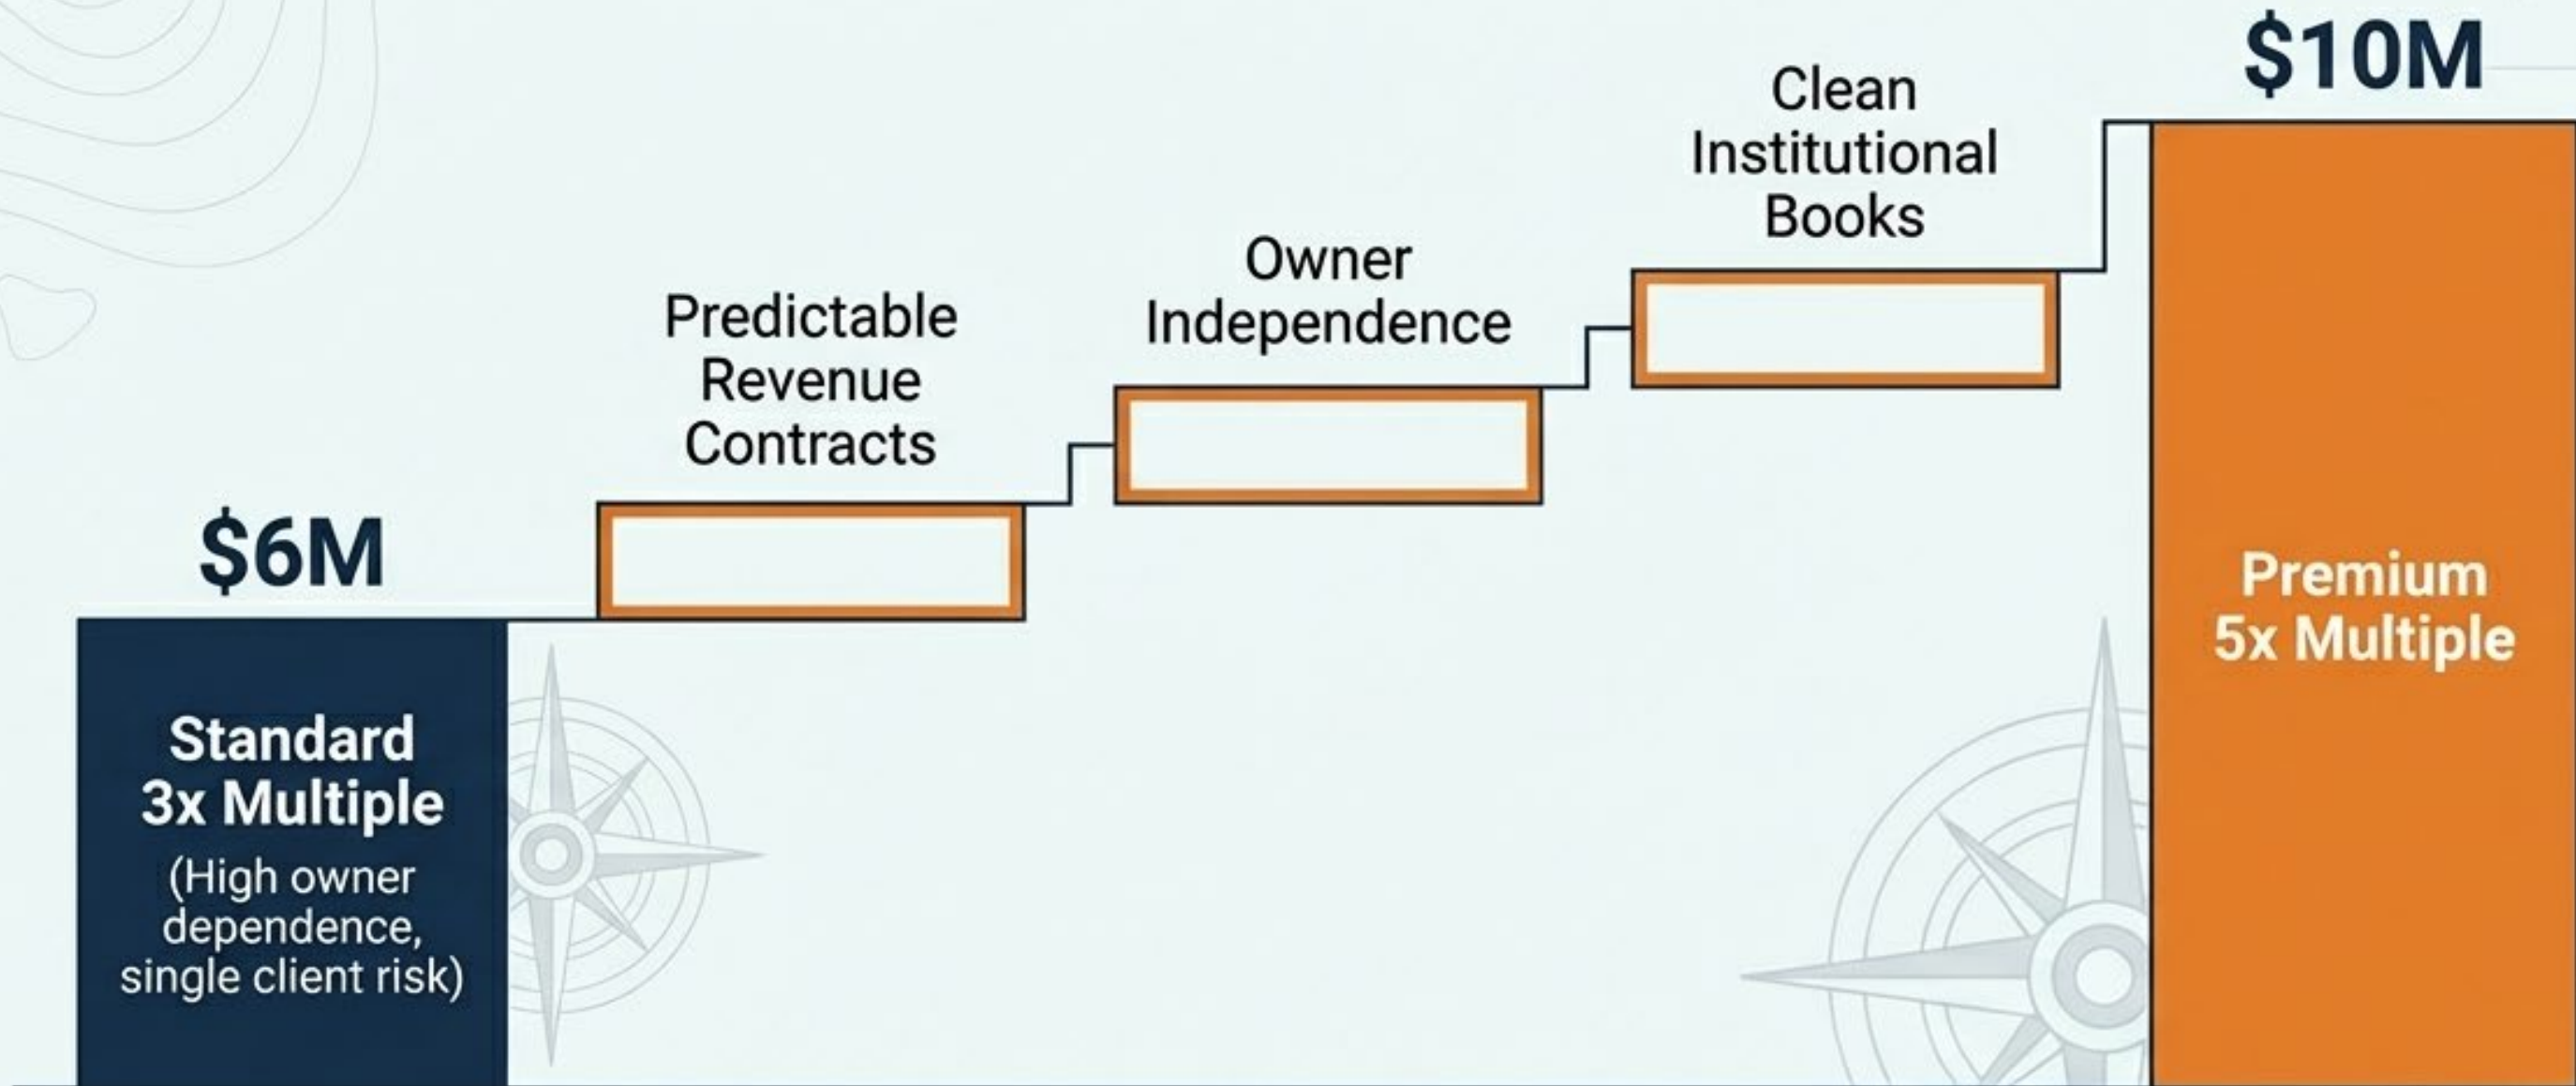 $6M
Standard
3x Multiple
(High owner
dependence,
single client risk)
Predictable
Revenue
Contracts
Owner
Independence
Clean
Institutional
Books
$10M
Premium
5x Multiple